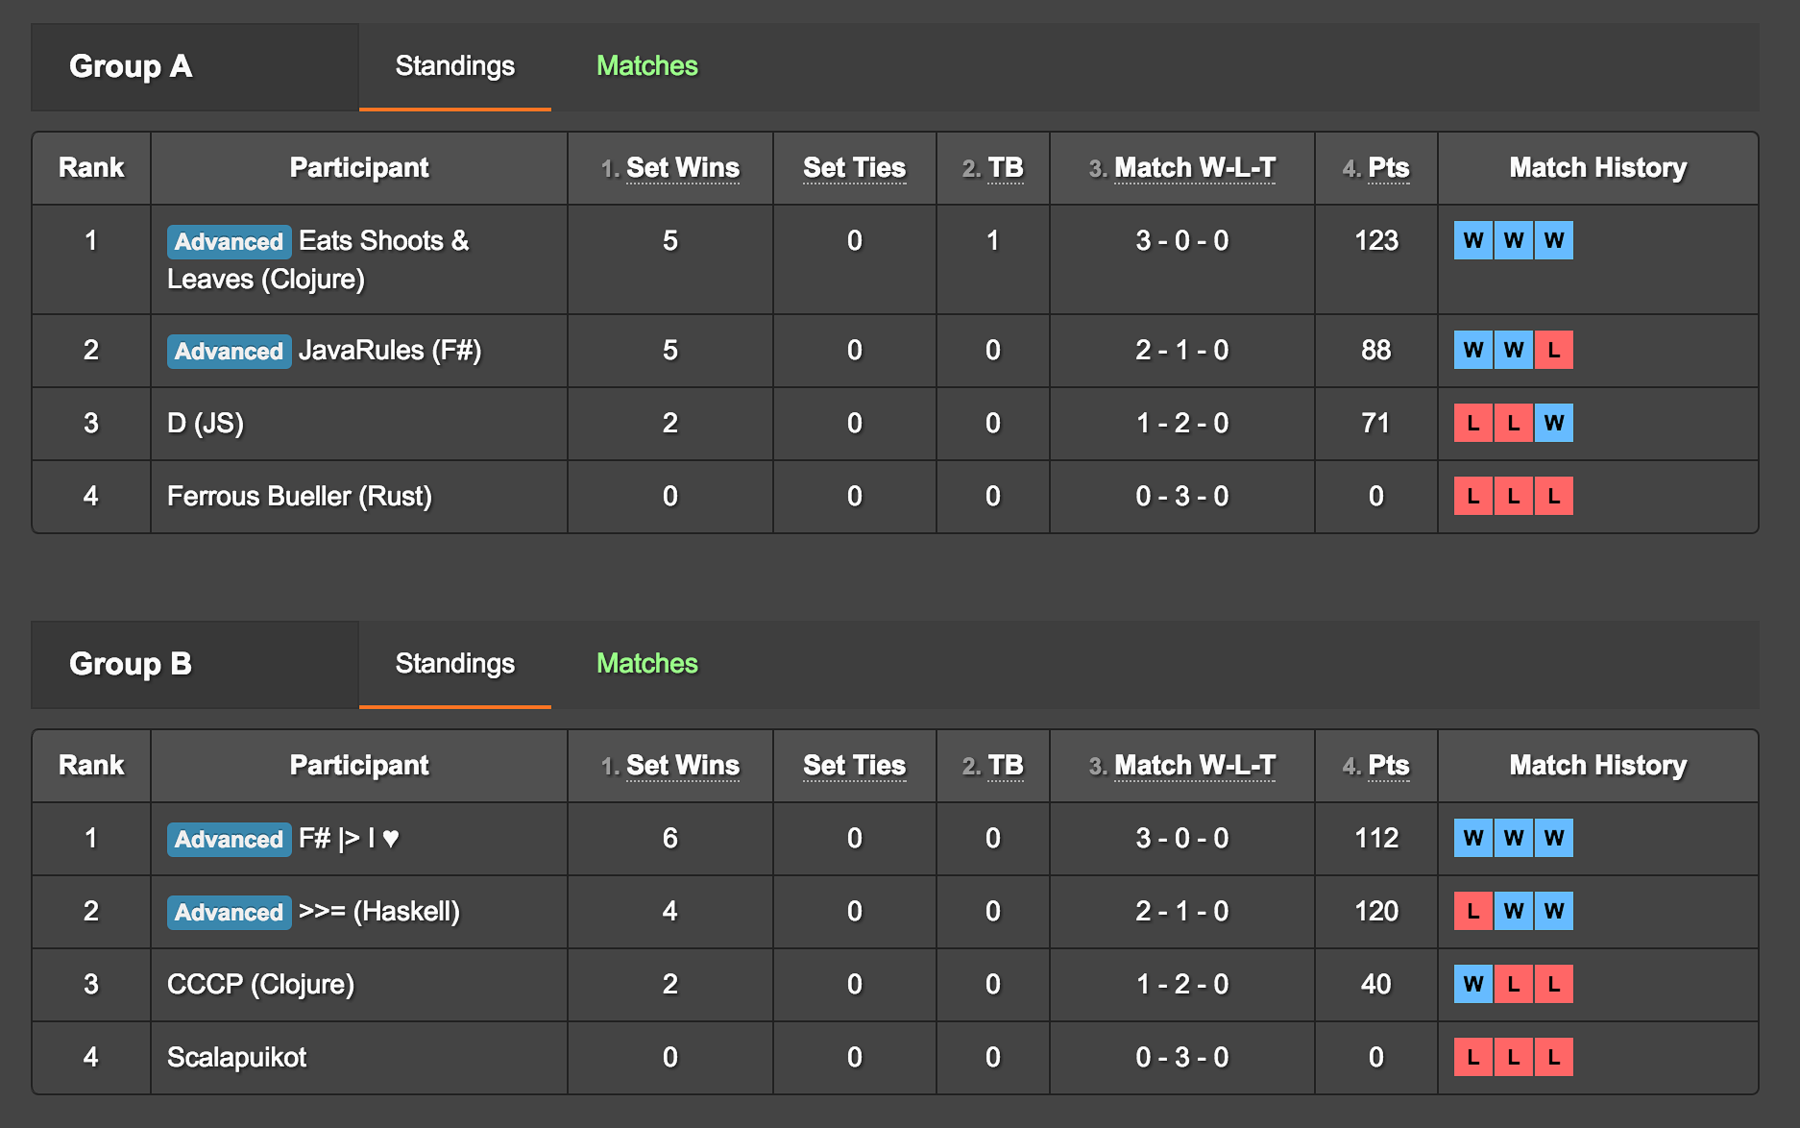 Group A Standings Matches
Rank Participant 1. Set Wins Set Ties 2. TB 3. Match W-L-T 4. Pts Match History
1 Advanced Eats Shoots & 5 0 1 3 - 0 - 0 123 W W W
Leaves (Clojure)
2 Advanced JavaRules (F#) 5 0 0 2 - 1 - 0 88 W W L
3 D (JS) 2 0 0 1 - 2 - 0 71 L L W
4 Ferrous Bueller (Rust) 0 0 0 0 - 3 - 0 0 L L L
Group B Standings Matches
Rank Participant 1. Set Wins Set Ties 2. TB 3. Match W-L-T 4. Pts Match History
1 Advanced F# |> I ♥ 6 0 0 3 - 0 - 0 112 W W W
2 Advanced >>= (Haskell) 4 0 0 2 - 1 - 0 120 L W W
3 CCCP (Clojure) 2 0 0 1 - 2 - 0 40 W L L
4 Scalapuikot 0 0 0 0 - 3 - 0 0 L L L